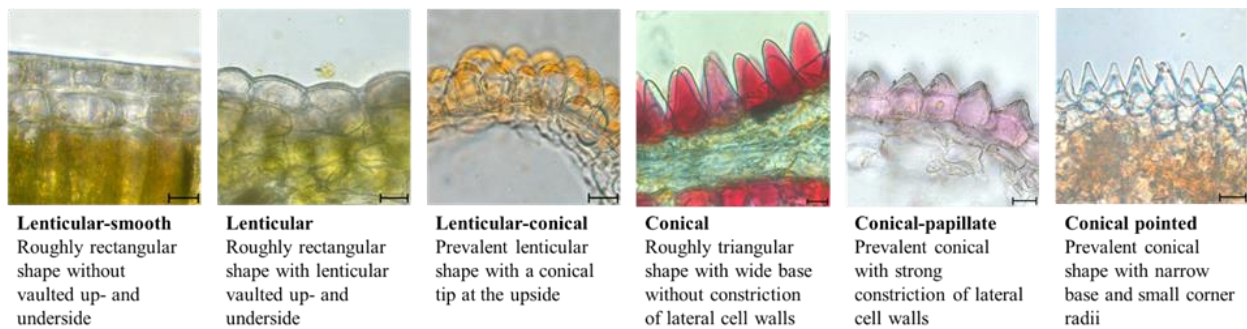 Lenticular-smooth
Roughly rectangular
shape without
vaulted up- and
underside
Lenticular
Roughly rectangular
shape with lenticular
vaulted up- and
underside
Lenticular-conical
Prevalent lenticular
shape with a conical
tip at the upside
Conical
Roughly triangular
shape with wide base
without constriction
of lateral cell walls
Conical-papillate
Prevalent conical
with strong
constriction of lateral
cell walls
Conical pointed
Prevalent conical
shape with narrow
base and small corner
radii